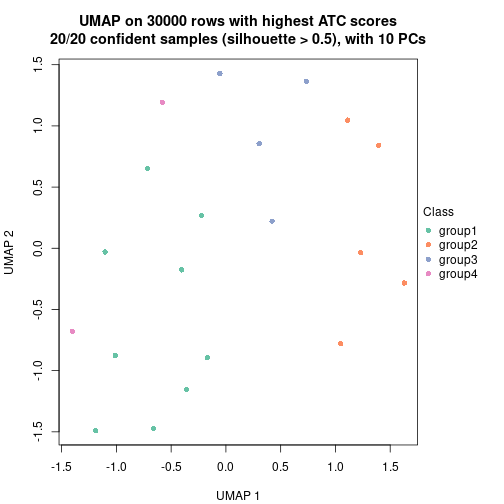 UMAP on 30000 rows with highest ATC scores
20/20 confident samples (silhouette > 0.5), with 10 PCs
1.5
1.0
0.5
0.0
-0.5
-1.0
-1.5
UMAP 2
-1.5 -1.0 -0.5 0.0 0.5 1.0 1.5
UMAP 1
Class
group1
group2
group3
group4